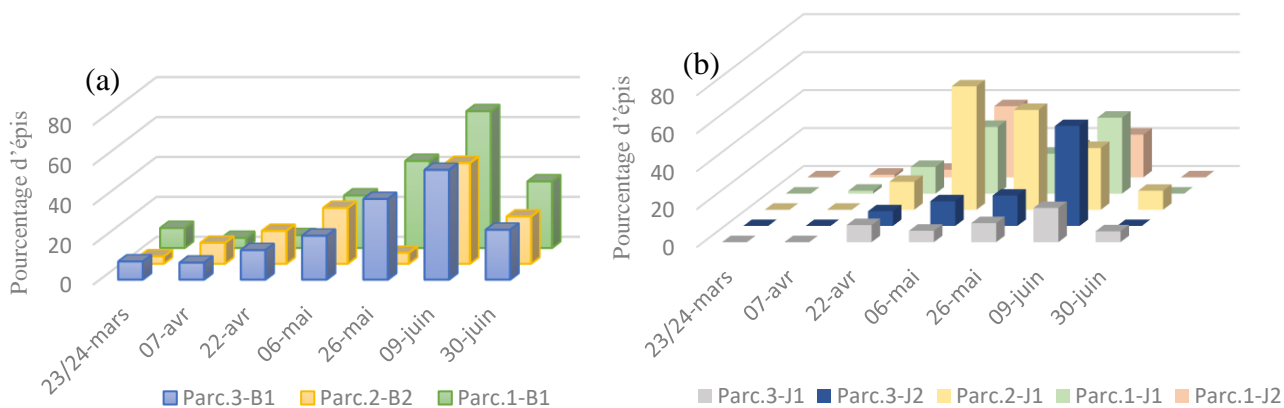 (a)
Pourcentage d'épis
80
60
40
20
0
23/24-mars
07-avr
22-avr
06-mai
26-mai
09-juin
30-juin
Parc.3-B1 Parc.2-B2 Parc.1-B1
(b)
Pourcentage d'épis
80
60
40
20
0
23/24-mars
07-avr
22-avr
06-mai
26-mai
09-juin
30-juin
Parc.3-J1 Parc.3-J2 Parc.2-J1 Parc.1-J1 Parc.1-J2